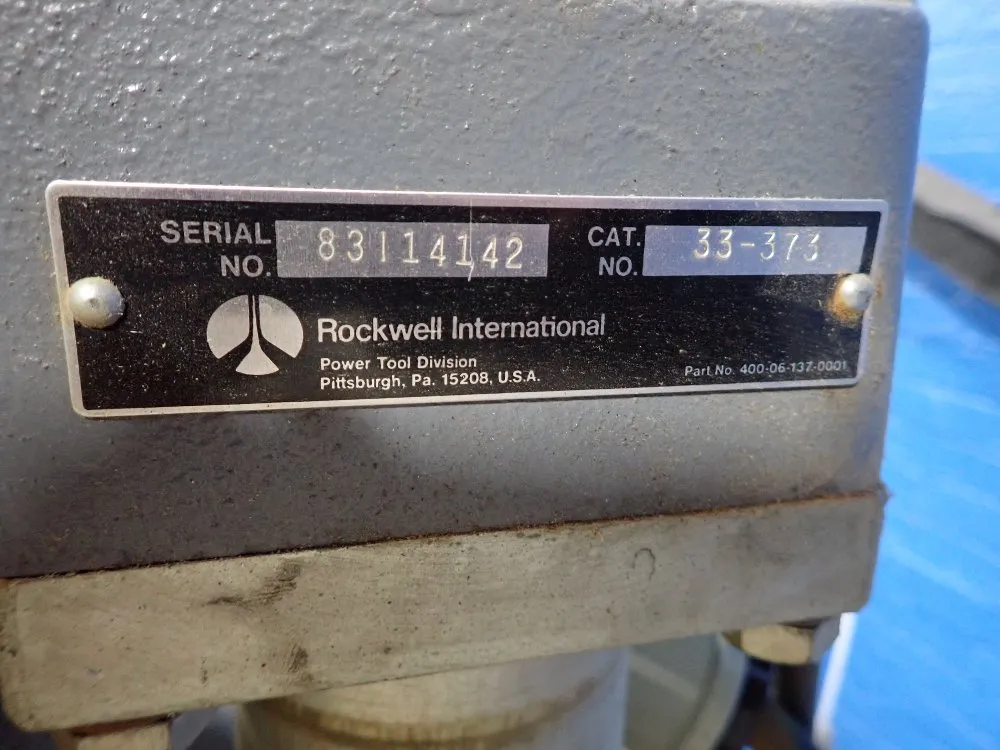 SERIAL NO. 83114142
CAT. NO. 33-373
Rockwell International
Power Tool Division
Pittsburgh, Pa. 15208, U.S.A.
Part No. 400-06-137-0001